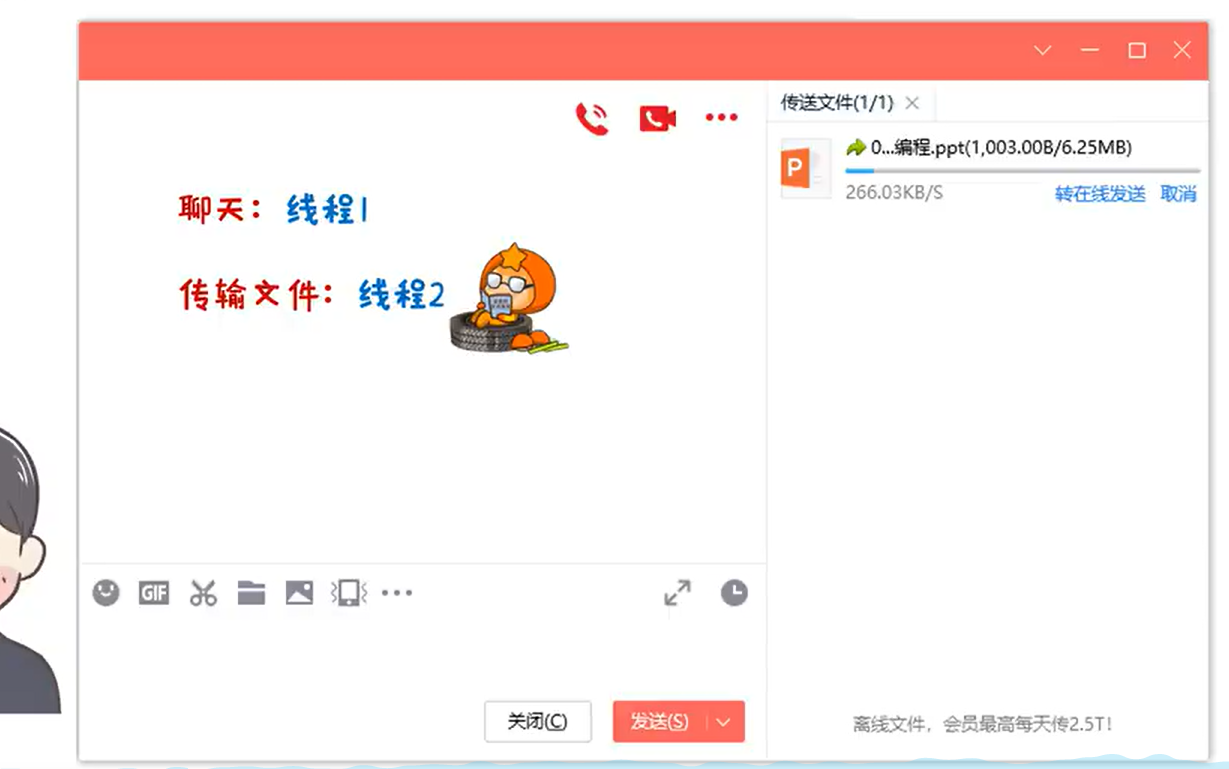 传送文件(1/1)
0...编程.ppt(1,003.00B/6.25MB)
P
266.03KB/S 转在线发送 取消
聊天：线程1
传输文件：线程2
GIF
关闭(C) 发送(S)
离线文件，会员最高每天传2.5T!